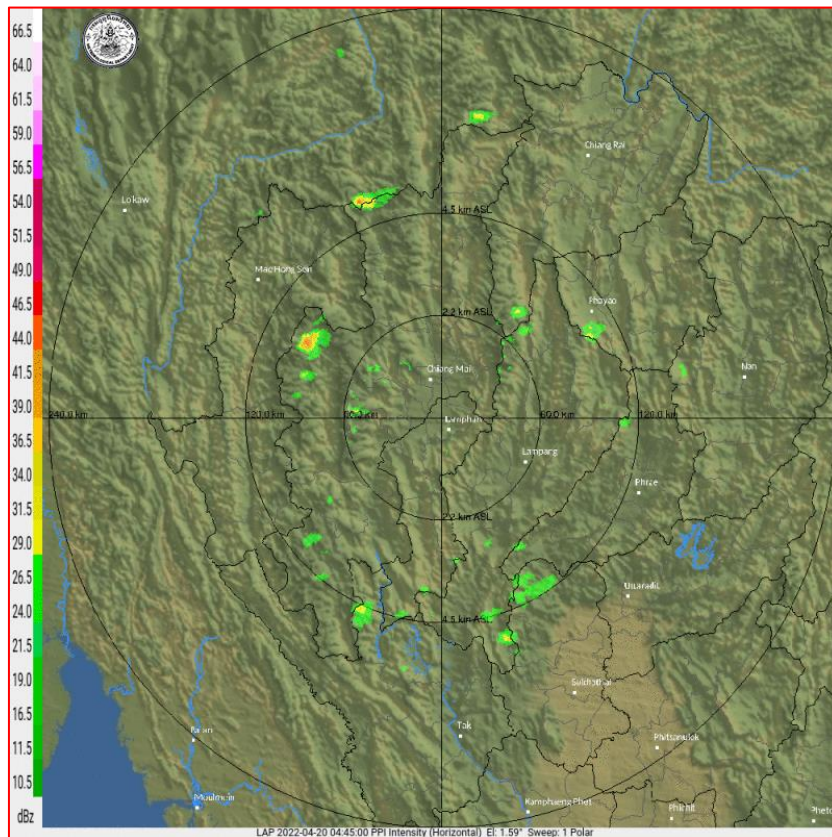 66.5
64.0
61.5
59.0
56.5
54.0
51.5
49.0
46.5
44.0
41.5
39.0
36.5
34.0
31.5
29.0
26.5
24.0
21.5
19.0
16.5
14.0
11.5
10.5
dBz
Chiang Rai
Loikaw
4.5 km ASL
Mae Hong Son
Phayao
2.2 km ASL
Nan
Chiang Mai
240.0 km
120.0 km
60.0 km
120.0 km
Lamphun
Lampang
Phrae
2.2 km ASL
Uttaradit
4.5 km ASL
Sukhothai
Tak
Phitsanulok
Moulmein
Kamphaeng Phet
Phichit
LAP 2022-04-20 04:45:00 PPI Intensity (Horizontal) El: 1.59° Sweep: 1 Polar